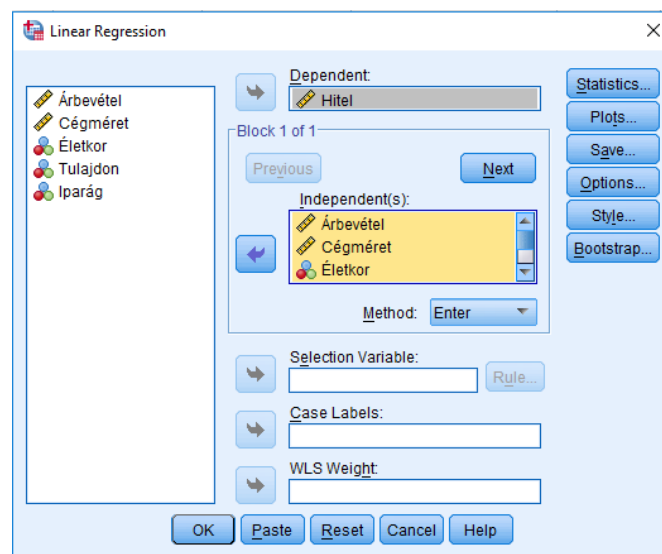 Linear Regression
Árbevétel
Cégméret
Életkor
Tulajdon
Iparág
Dependent:
Hitel
Block 1 of 1
Previous
Next
Independent(s):
Árbevétel
Cégméret
Életkor
Method: Enter
Selection Variable:
Rule...
Case Labels:
WLS Weight:
Statistics...
Plots...
Save...
Options...
Style...
Bootstrap...
OK Paste Reset Cancel Help